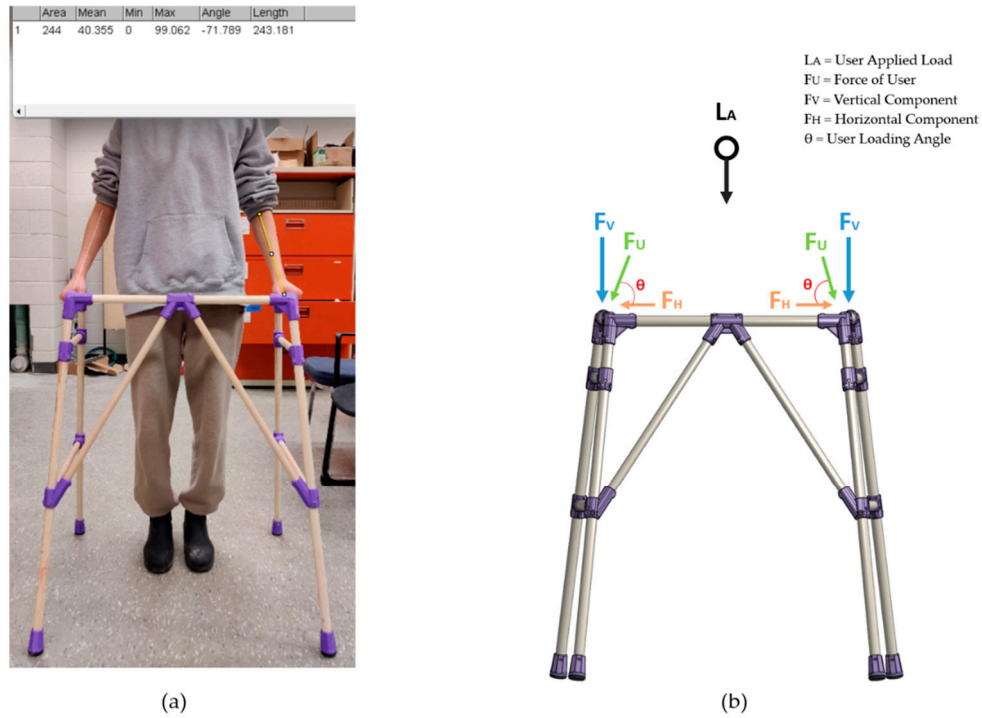 Area Mean Min Max Angle Length
1 244 40.355 0 99.062 -71.789 243.181
LA = User Applied Load
FU = Force of User
FV = Vertical Component
FH = Horizontal Component
θ = User Loading Angle
LA
FV FV
FU FU
θ θ
FH FH
(a) (b)